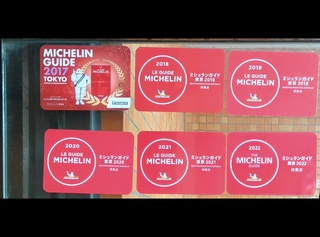 MICHELIN
GUIDE
2017
TOKYO
2018
LE GUIDE
MICHELIN
ミシュランガイド
東京 2018
2019
LE GUIDE
MICHELIN
ミシュランガイド
東京 2019
2020
LE GUIDE
MICHELIN
ミシュランガイド
東京 2020
2021
LE GUIDE
MICHELIN
ミシュランガイド
東京 2021
2022
MICHELIN
GUIDE
ミシュランガイド
東京 2022